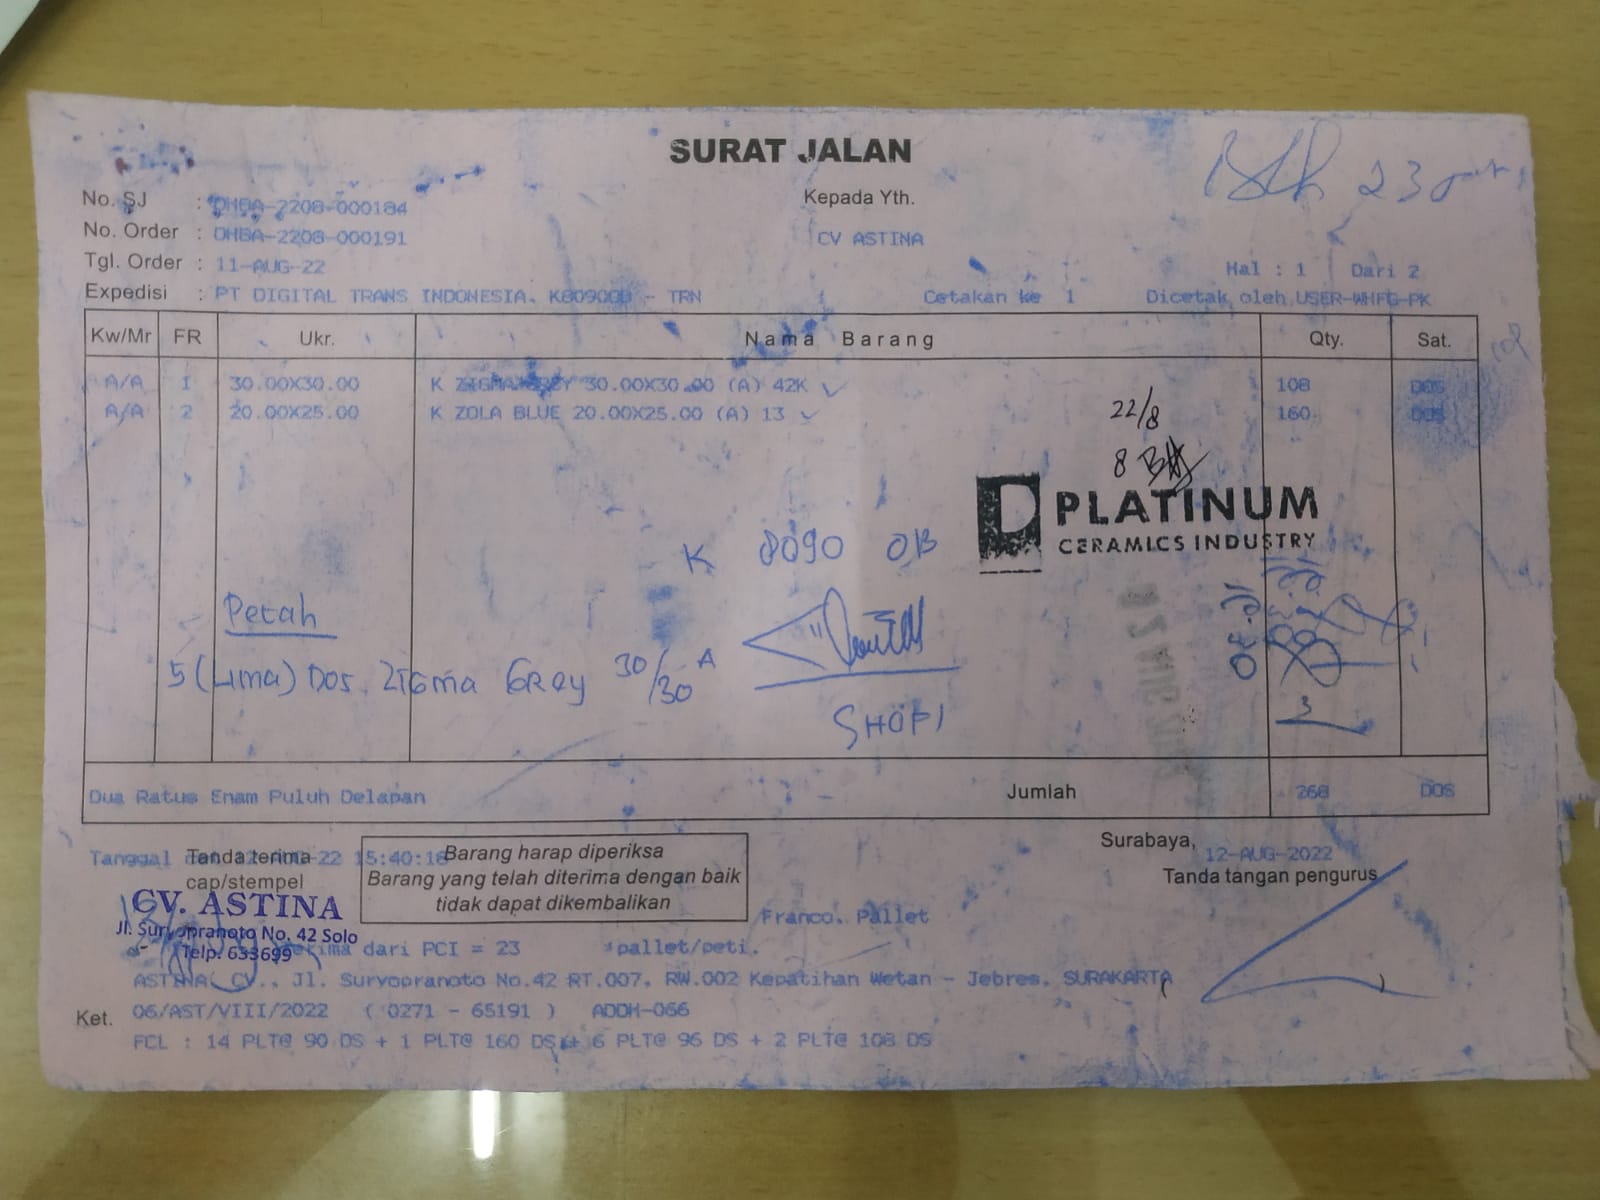 SURAT JALAN
No. SJ : DHBA-2208-000184
Kepada Yth.
23
No. Order : DHBA-2208-000191
CV ASTINA
Tgl. Order : 11-AUG-22
Hal : 1 Dari 2
Expedisi : PT DIGITAL TRANS INDONESIA. K8090OB - TRN
Cetakan ke 1
Dicetak oleh USER-WHFG-PK
Kw/Mr FR Ukr. Nama Barang Qty. Sat.
A/A 1 30.00X30.00 K ZIGMA GREY 30.00X30.00 (A) 42K 108 DOS
A/A 2 20.00X25.00 K ZOLA BLUE 20.00X25.00 (A) 13 160 DOS
22/8
8
PLATINUM
CERAMICS INDUSTRY
K 8090 OB
Pecah
5 (Lima) Dos ZIGma GRey 30/30 A
SHOFI
Dua Ratus Enam Puluh Delapan Jumlah 268 DOS
Surabaya, 12-AUG-2022
Tanggal 22 15:40:18
Tanda terima
cap/stempel
Barang harap diperiksa
Barang yang telah diterima dengan baik
tidak dapat dikembalikan
Tanda tangan pengurus
CV. ASTINA
Jl. Suryopranoto No. 42 Solo
Telp. 633699
Franco. Pallet
dari PCI = 23 pallet/peti.
ASTINA, CV., Jl. Suryopranoto No.42 RT.007, RW.002 Kepatihan Wetan - Jebres, SURAKARTA
Ket. 06/AST/VIII/2022 ( 0271 - 65191 ) ADDM-066
FCL : 14 PLT@ 90 DS + 1 PLT@ 160 DS + 6 PLT@ 96 DS + 2 PLT@ 108 DS